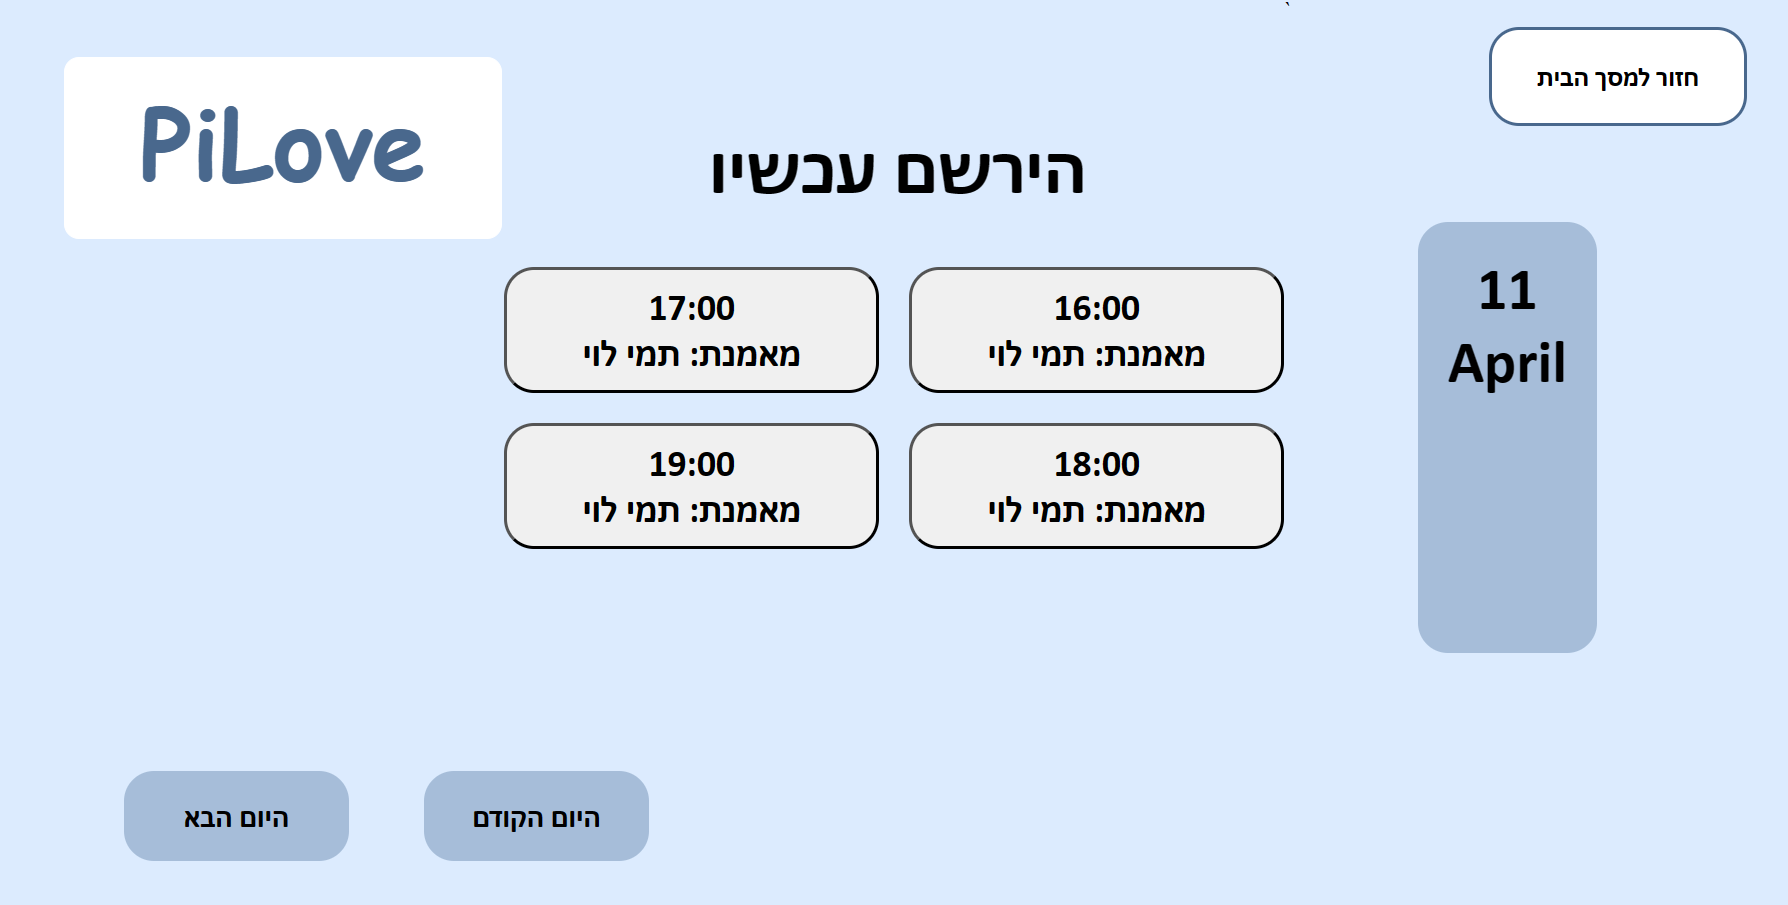 `
חזור למסך הבית
PiLove
הירשם עכשיו
11
April
16:00
מאמנת: תמי לוי
17:00
מאמנת: תמי לוי
18:00
מאמנת: תמי לוי
19:00
מאמנת: תמי לוי
היום הקודם
היום הבא